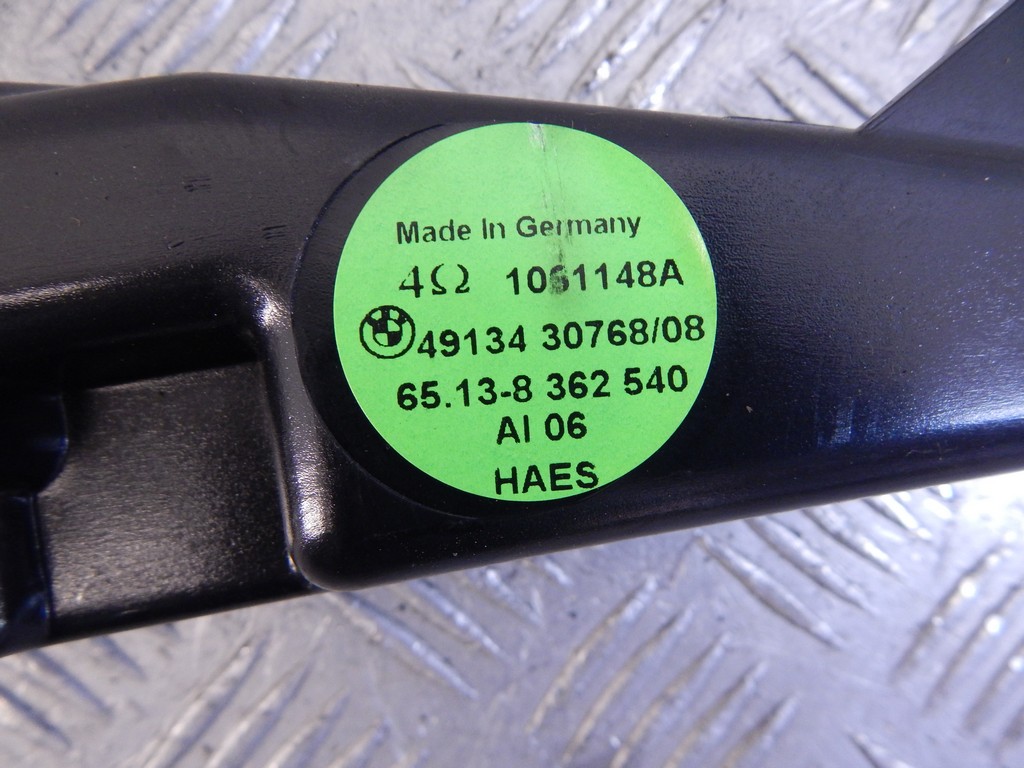 Made In Germany
4Ω 1061148A
49134 30768/08
65.13-8 362 540
AI 06
HAES